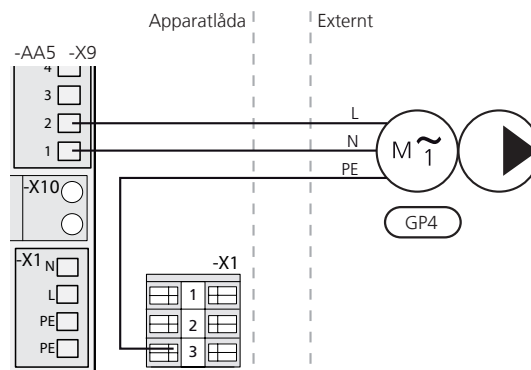 Apparatlåda Externt
-AA5 -X9
4
3
2 L
1 N
PE
M ~ 1
-X10
GP4
-X1 N
L
PE
PE
-X1
1
2
3